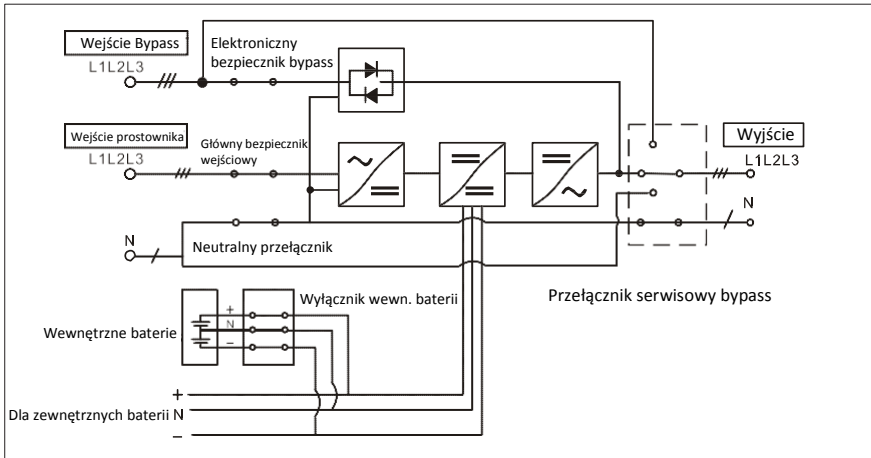 Wejście Bypass
L1L2L3
Elektroniczny
bezpiecznik bypass
Wejście prostownika
L1L2L3
Główny bezpiecznik
wejściowy
Wyjście
L1L2L3
N
N
Neutralny przełącznik
Przełącznik serwisowy bypass
Wyłącznik wewn. baterii
Wewnętrzne baterie
+
N
−
+
Dla zewnętrznych baterii N
−